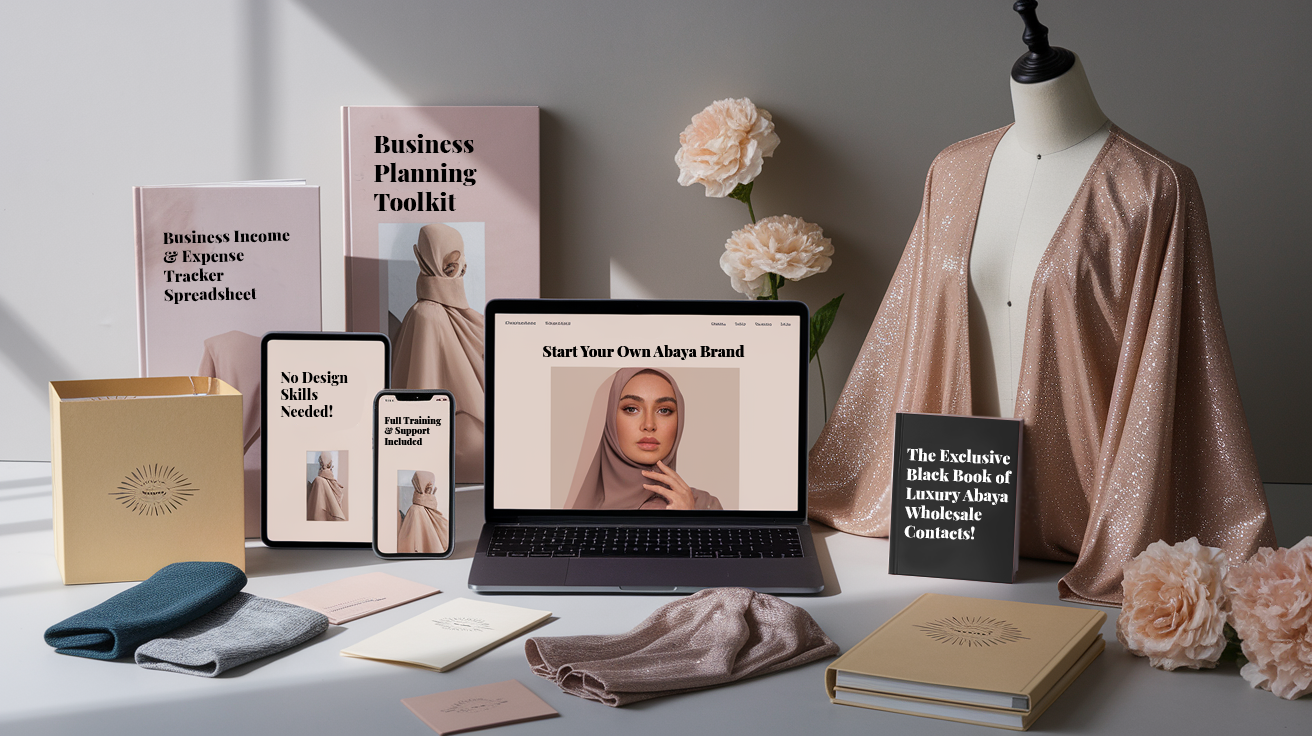 Business
Planning
Toolkit
Business Income
& Expense
Tracker
Spreadsheet
Start Your Own Abaya Brand
No Design
Skills
Needed!
Full Training
& Support
Included
The Exclusive
Black Book of
Luxury Abaya
Wholesale
Contacts!